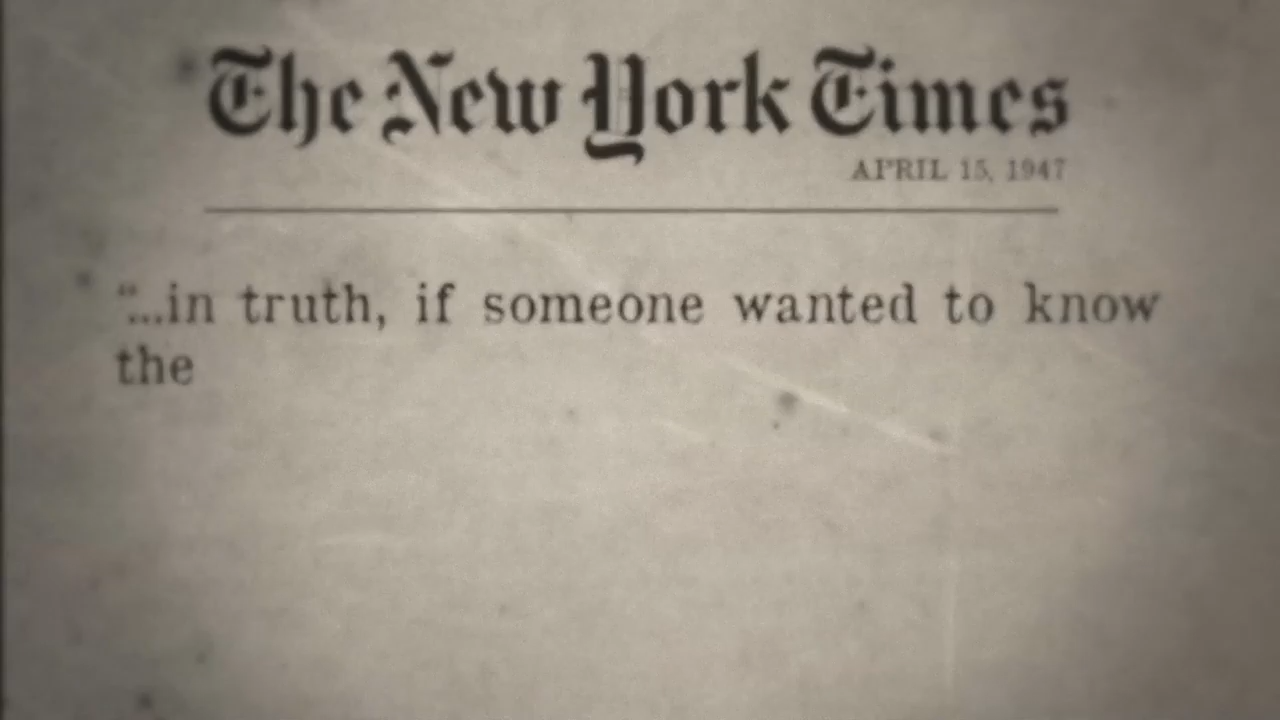 The New York Times
APRIL 15, 1947
“...in truth, if someone wanted to know
the